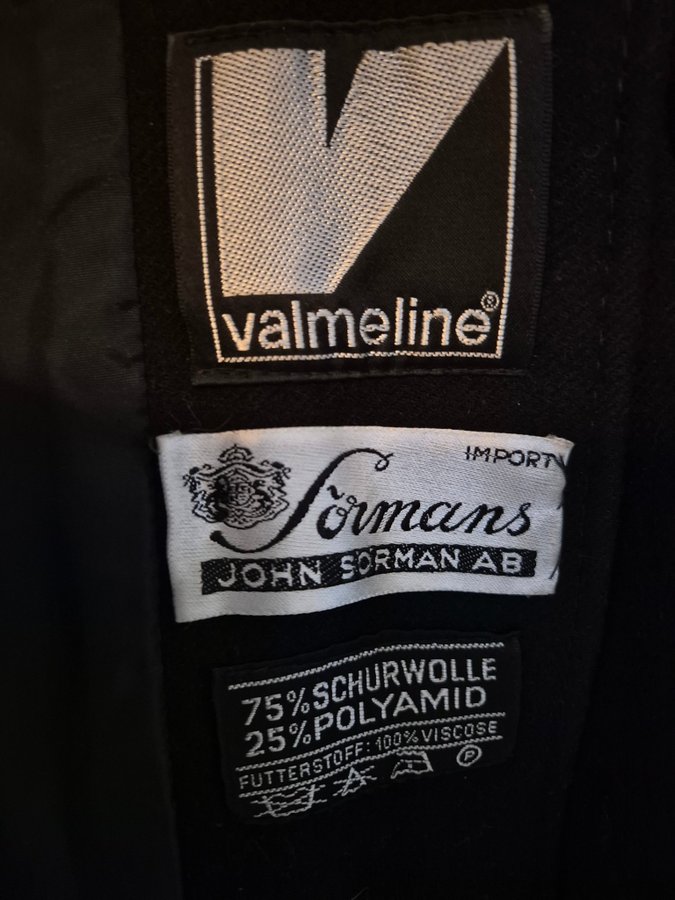 valmeline®
IMPORT
Sörmans
JOHN SÖRMAN AB
75% SCHURWOLLE
25% POLYAMID
FUTTERSTOFF: 100% VISCOSE
P